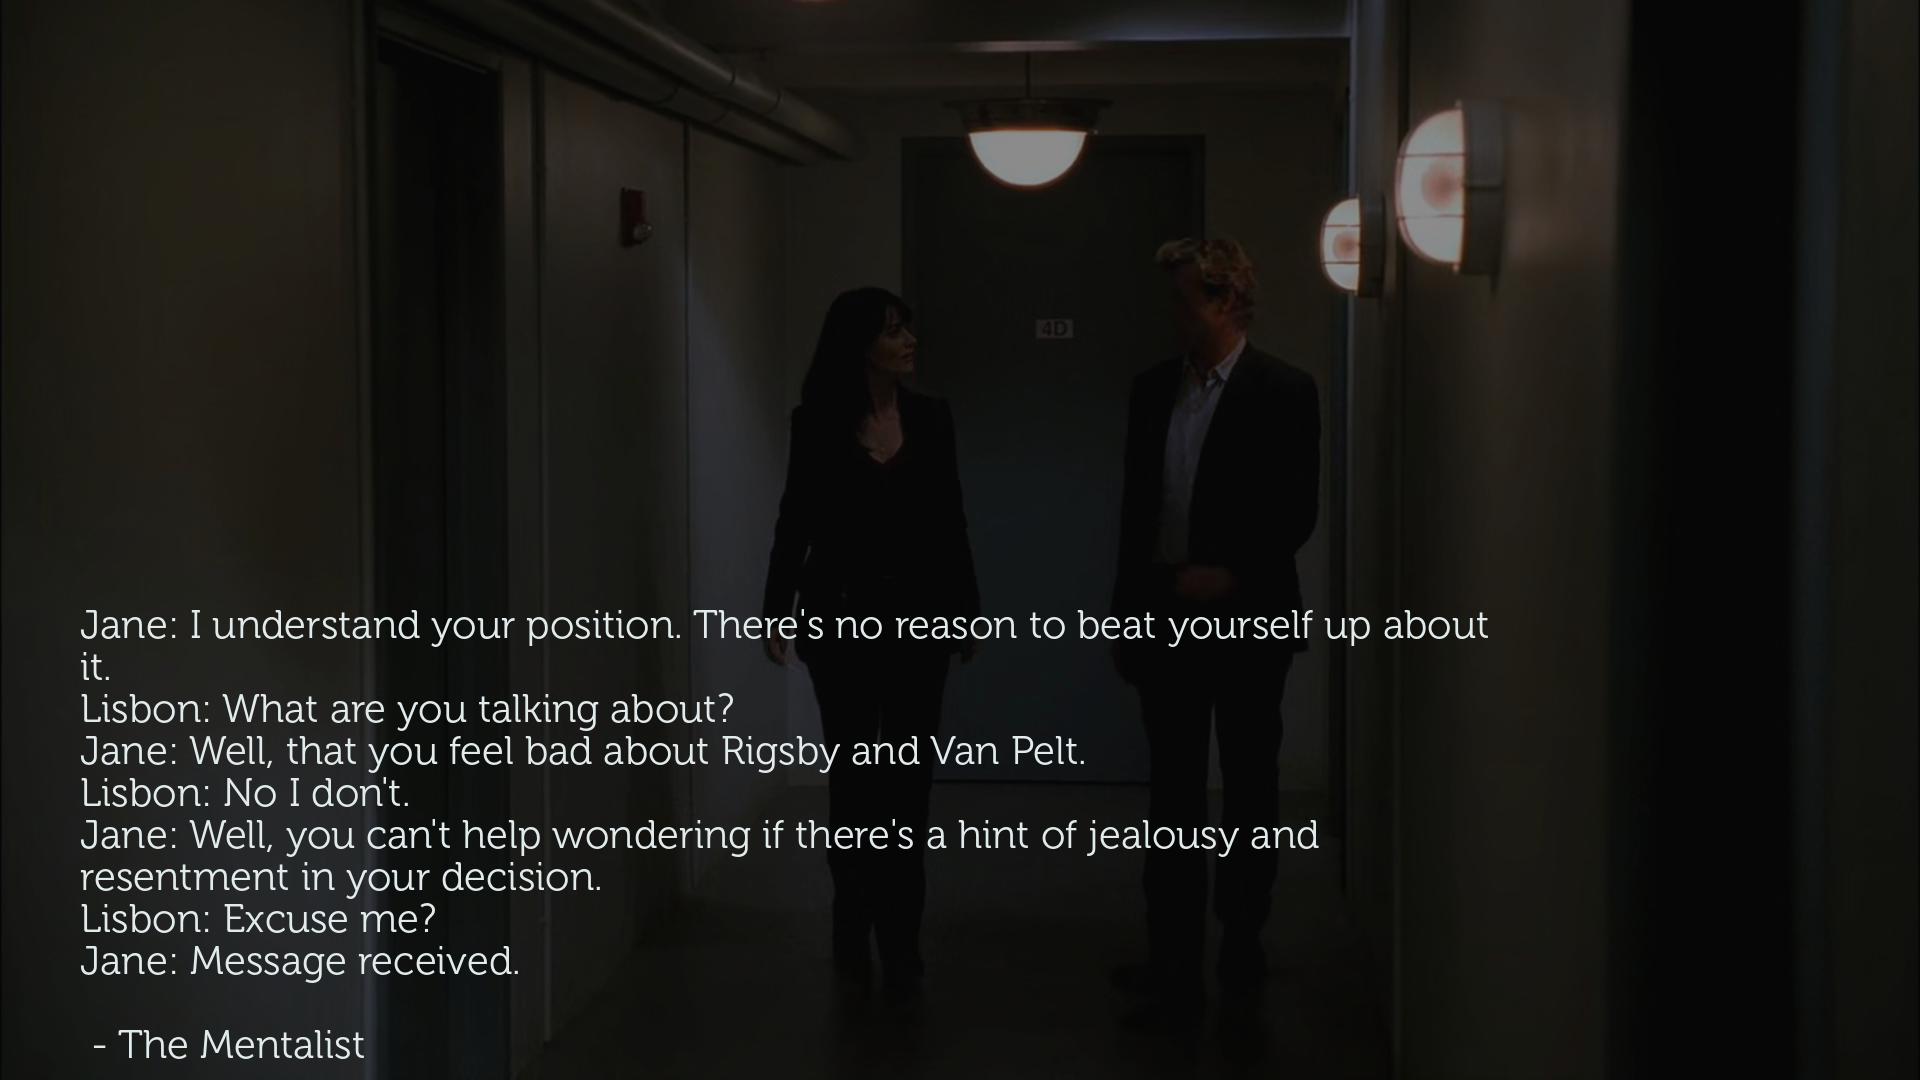 4D
Jane: I understand your position. There's no reason to beat yourself up about
it.
Lisbon: What are you talking about?
Jane: Well, that you feel bad about Rigsby and Van Pelt.
Lisbon: No I don't.
Jane: Well, you can't help wondering if there's a hint of jealousy and
resentment in your decision.
Lisbon: Excuse me?
Jane: Message received.
- The Mentalist